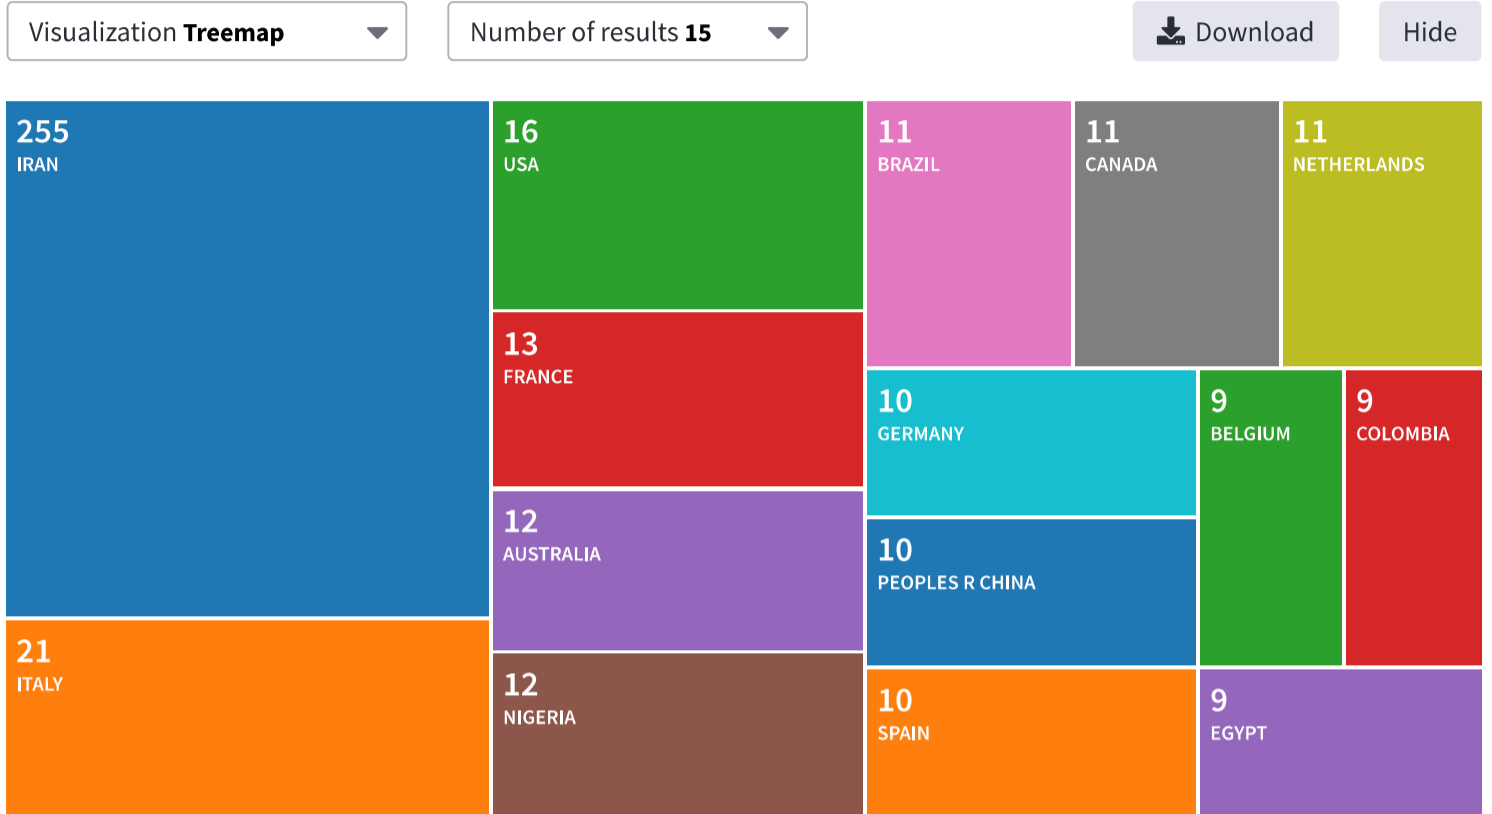 Visualization Treemap
Number of results 15
Download
Hide
255
IRAN
21
ITALY
16
USA
13
FRANCE
12
AUSTRALIA
12
NIGERIA
11
BRAZIL
11
CANADA
11
NETHERLANDS
10
GERMANY
10
PEOPLES R CHINA
10
SPAIN
9
BELGIUM
9
COLOMBIA
9
EGYPT